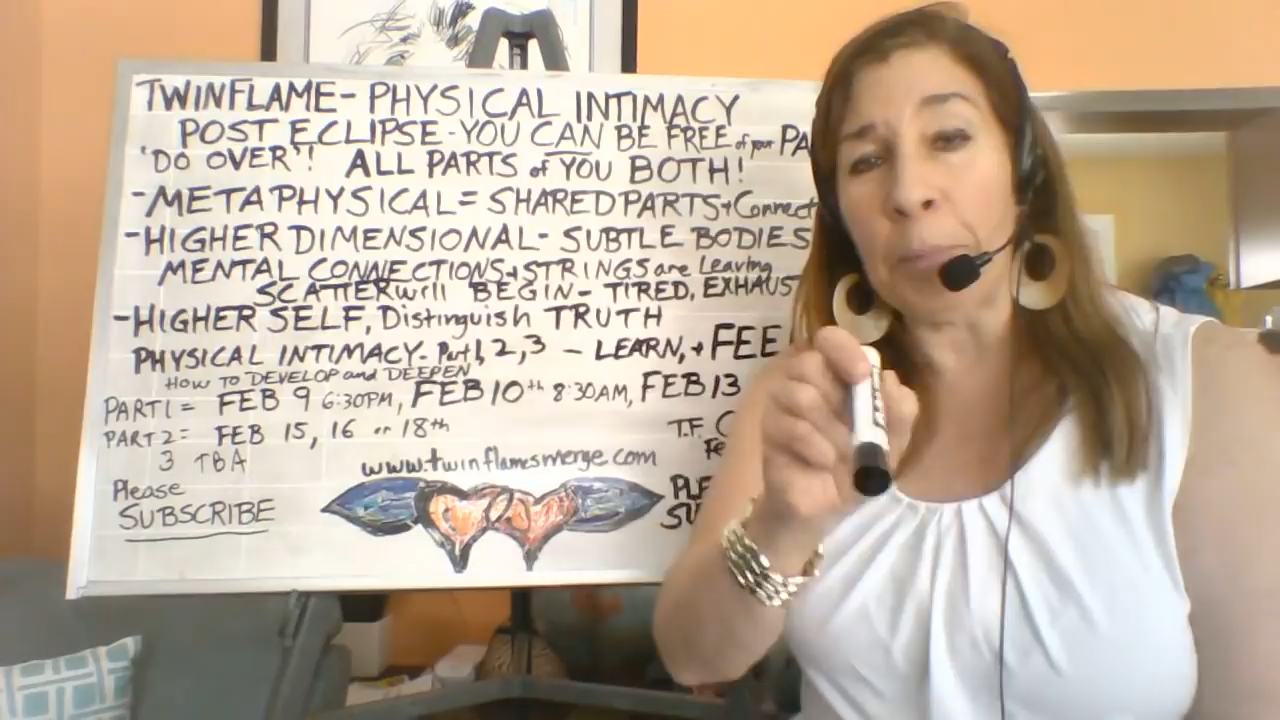 TWINFLAME- PHYSICAL INTIMACY
POST ECLIPSE-YOU CAN BE FREE of your PA
'DO OVER'! ALL PARTS of YOU BOTH!
-METAPHYSICAL= SHARED PARTS + Connect
-HIGHER DIMENSIONAL- SUBTLE BODIES
MENTAL CONNECTIONS + STRINGS are Leaving
SCATTER will BEGIN- TIRED, EXHAUST
-HIGHER SELF, Distinguish TRUTH
PHYSICAL INTIMACY- Part 1, 2, 3 - LEARN, + FEE
HOW TO DEVELOP and DEEPEN
PART 1= FEB 9 6:30PM, FEB 10th 8:30AM, FEB 13
PART 2= FEB 15, 16 or 18th T.F. C
3 TBA Fe
www.twinflamesmerge.com
Please PLE
SUBSCRIBE SU